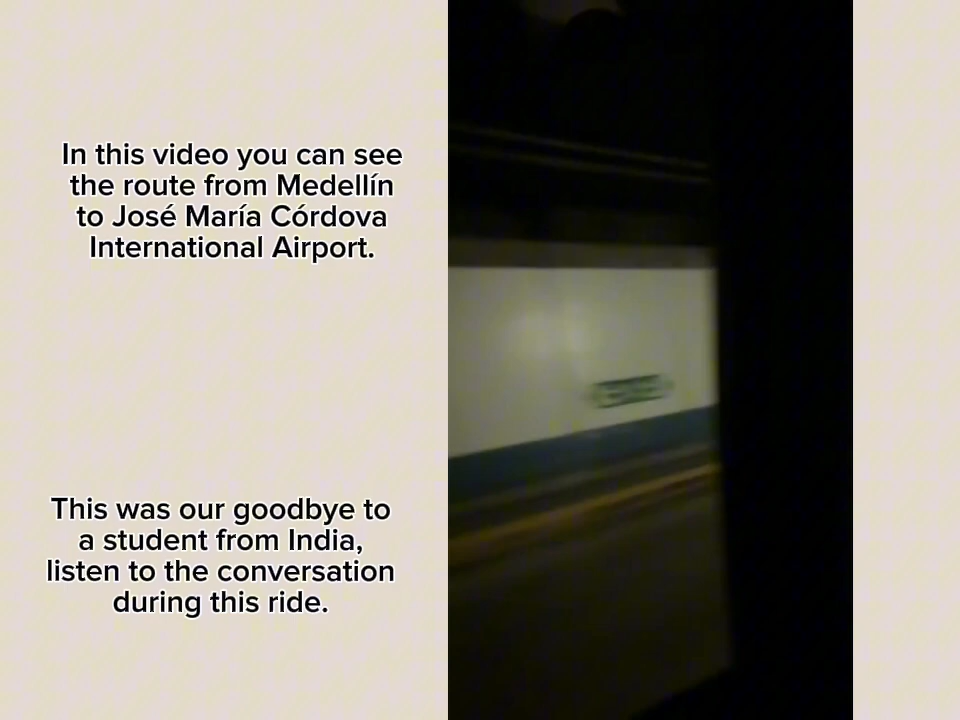 In this video you can see
the route from Medellín
to José María Córdova
International Airport.
This was our goodbye to
a student from India,
listen to the conversation
during this ride.